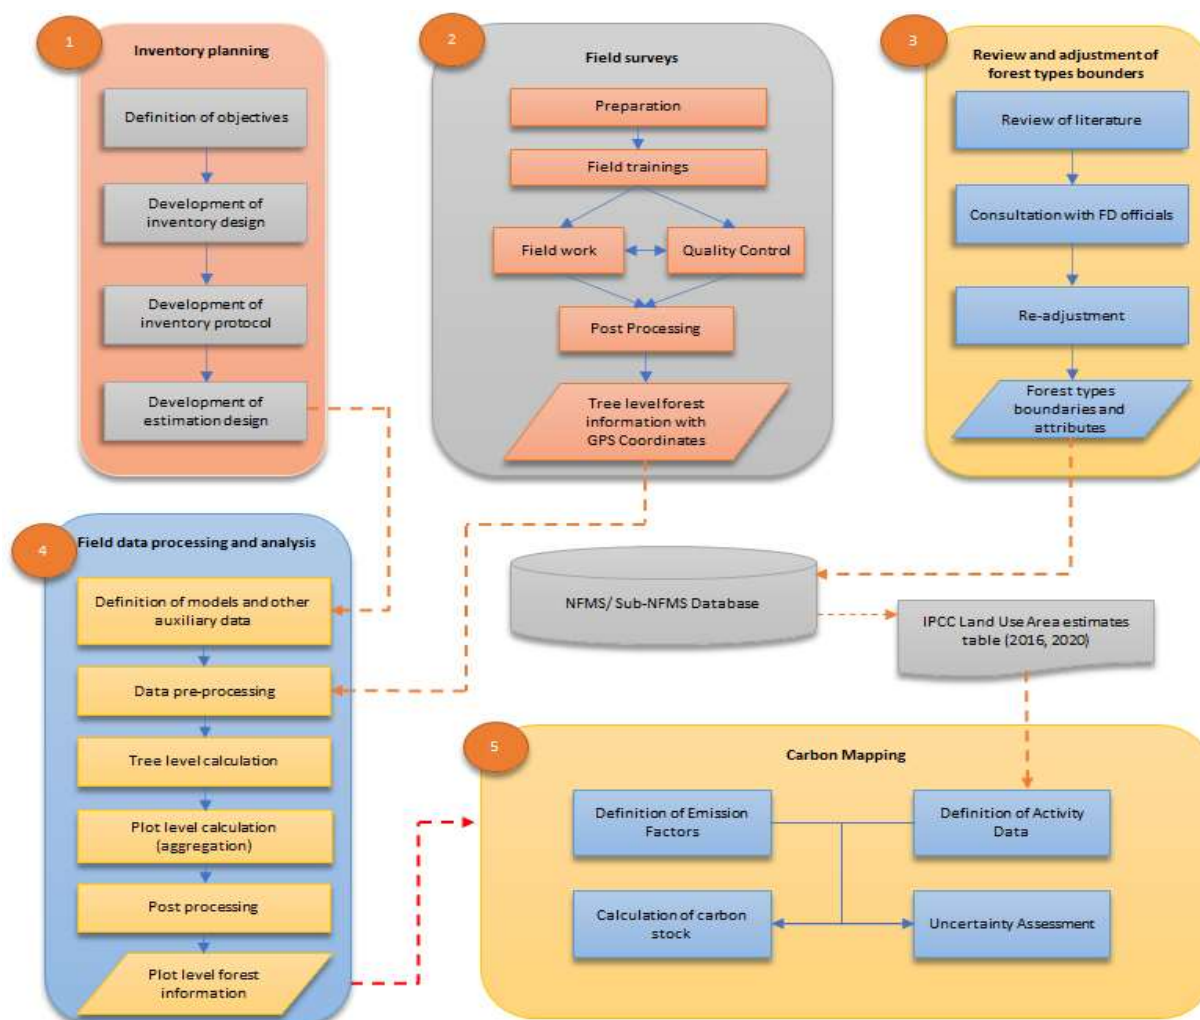 1
Inventory planning
Definition of objectives
Development of
inventory design
Development of
inventory protocol
Development of
estimation design
2
Field surveys
Preparation
Field trainings
Field work
Quality Control
Post Processing
Tree level forest
information with
GPS Coordinates
3
Review and adjustment of
forest types bounders
Review of literature
Consultation with FD officials
Re-adjustment
Forest types
boundaries and
attributes
4
Field data processing and analysis
Definition of models and other
auxiliary data
Data pre-processing
Tree level calculation
Plot level calculation
(aggregation)
Post processing
Plot level forest
information
NFMS/ Sub-NFMS Database
IPCC Land Use Area estimates
table (2016, 2020)
5
Carbon Mapping
Definition of Emission
Factors
Definition of Activity
Data
Calculation of carbon
stock
Uncertainty Assessment